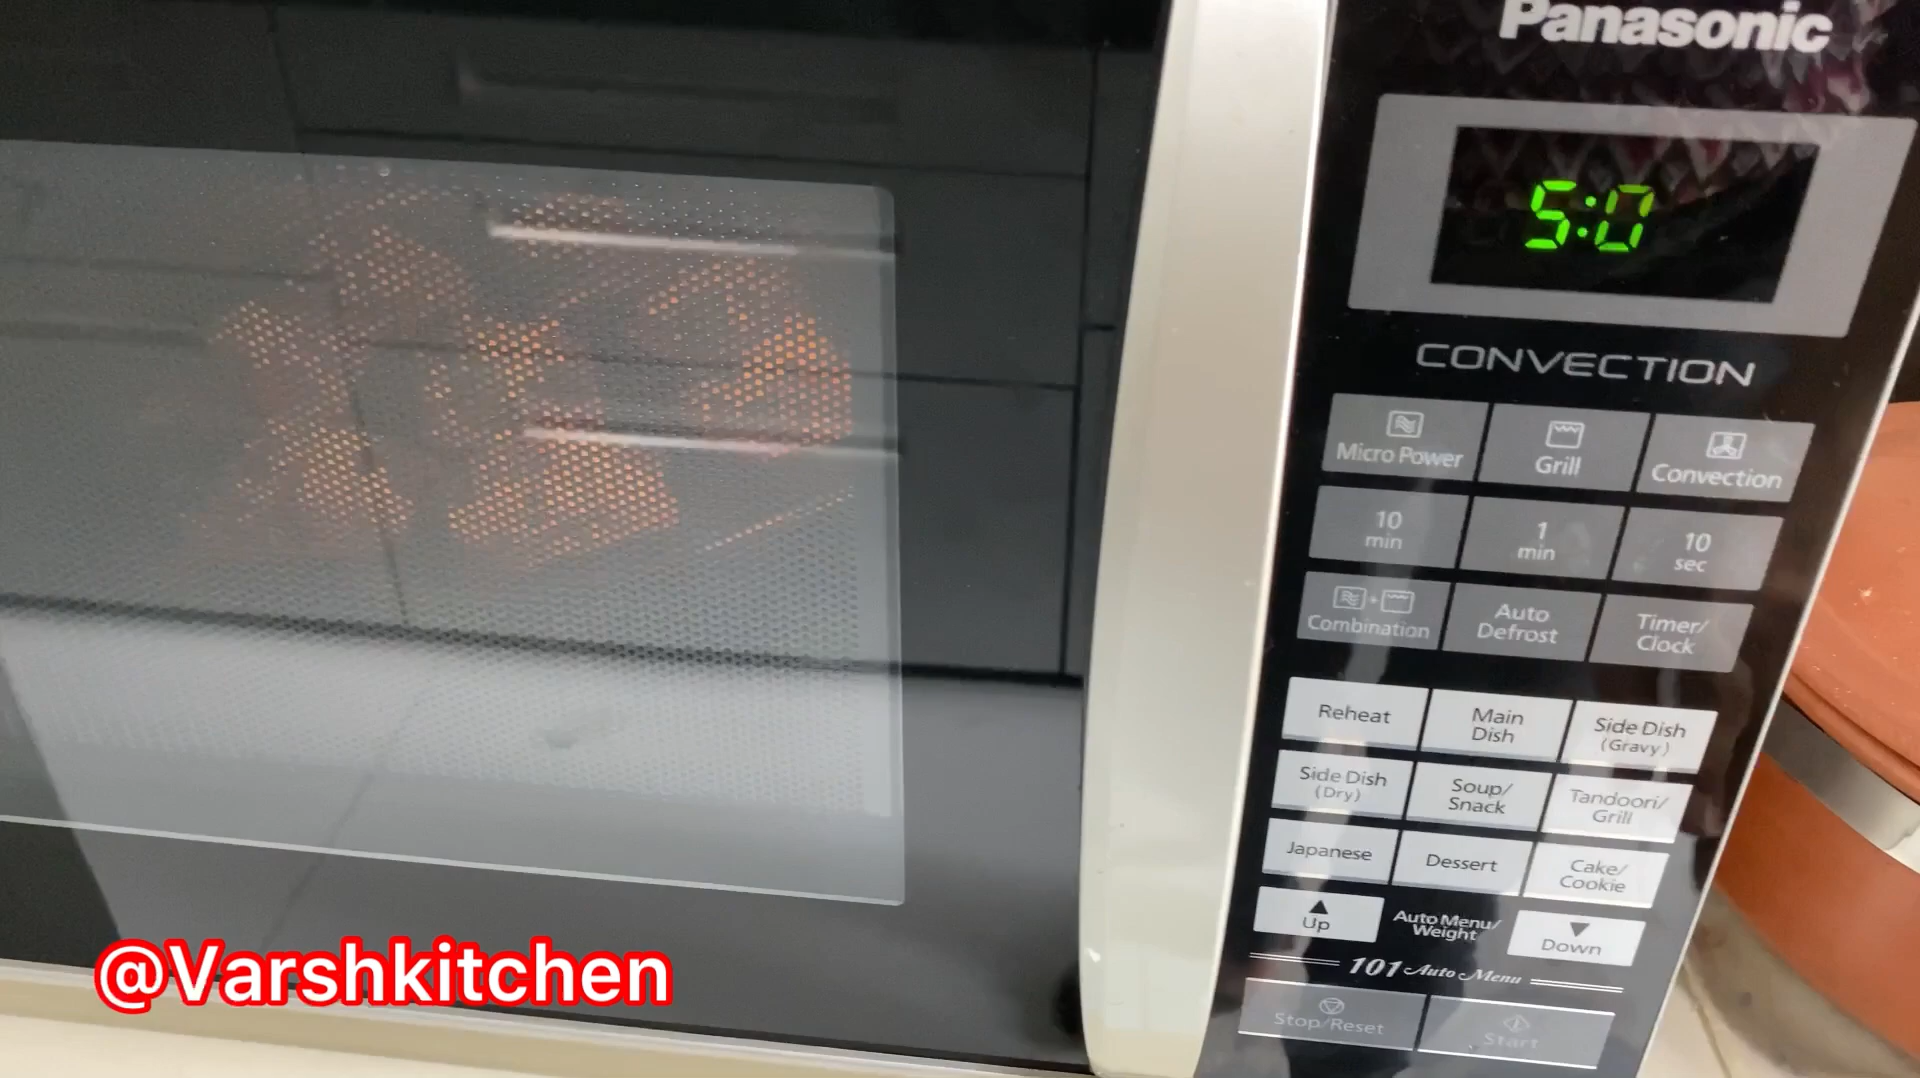 Panasonic
5:0
CONVECTION
Micro Power
Grill
Convection
10
min
1
min
10
sec
Combination
Auto
Defrost
Timer/
Clock
Reheat
Main
Dish
Side Dish
(Gravy)
Side Dish
(Dry)
Soup/
Snack
Tandoori/
Grill
Japanese
Dessert
Cake/
Cookie
Up
Auto Menu/
Weight
Down
101 Auto Menu
Stop/Reset
Start
@Varshkitchen